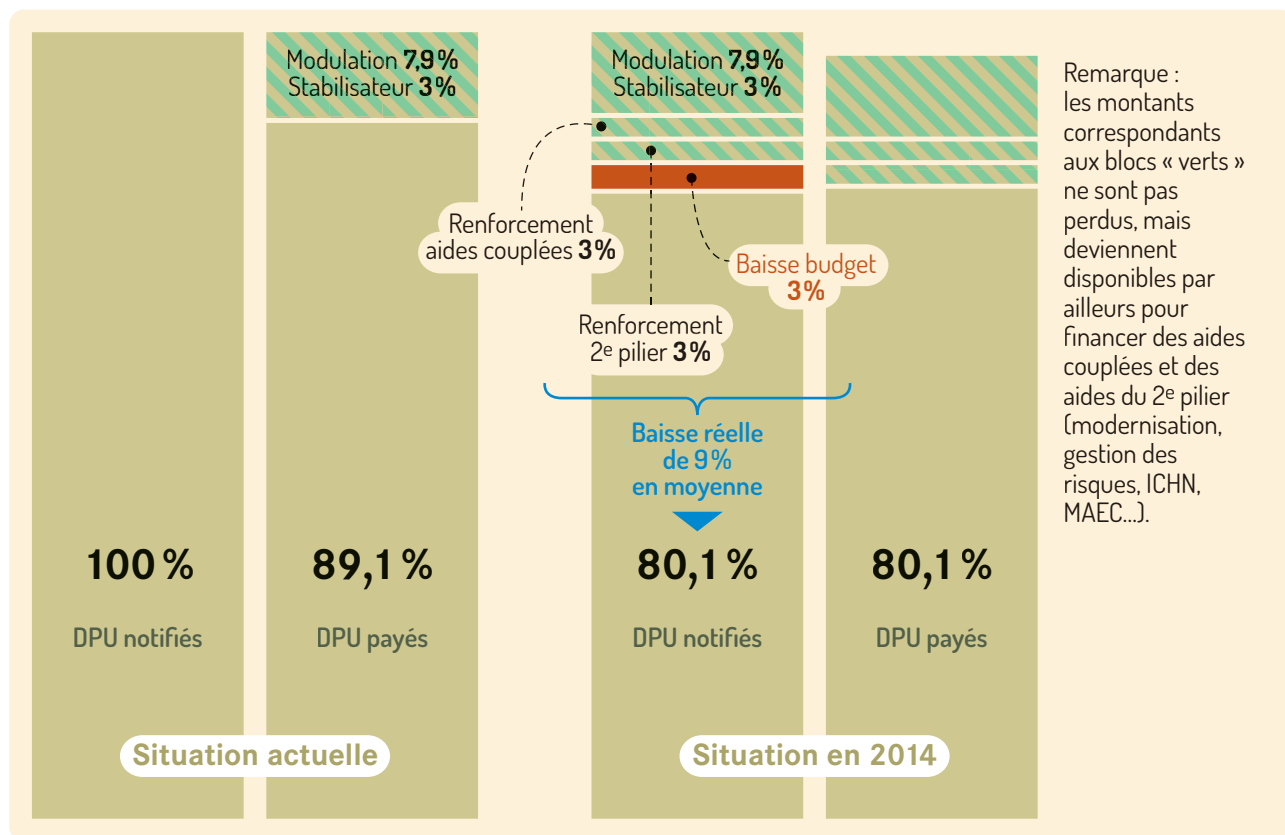 Modulation 7,9 %
Stabilisateur 3 %
Modulation 7,9 %
Stabilisateur 3 %
Renforcement
aides couplées 3 %
Renforcement
2e pilier 3 %
Baisse budget
3 %
Baisse réelle
de 9 %
en moyenne
100 %
DPU notifiés
89,1 %
DPU payés
80,1 %
DPU notifiés
80,1 %
DPU payés
Situation actuelle
Situation en 2014
Remarque :
les montants
correspondants
aux blocs « verts »
ne sont pas
perdus, mais
deviennent
disponibles par
ailleurs pour
financer des aides
couplées et des
aides du 2e pilier
(modernisation,
gestion des
risques, ICHN,
MAEC...).